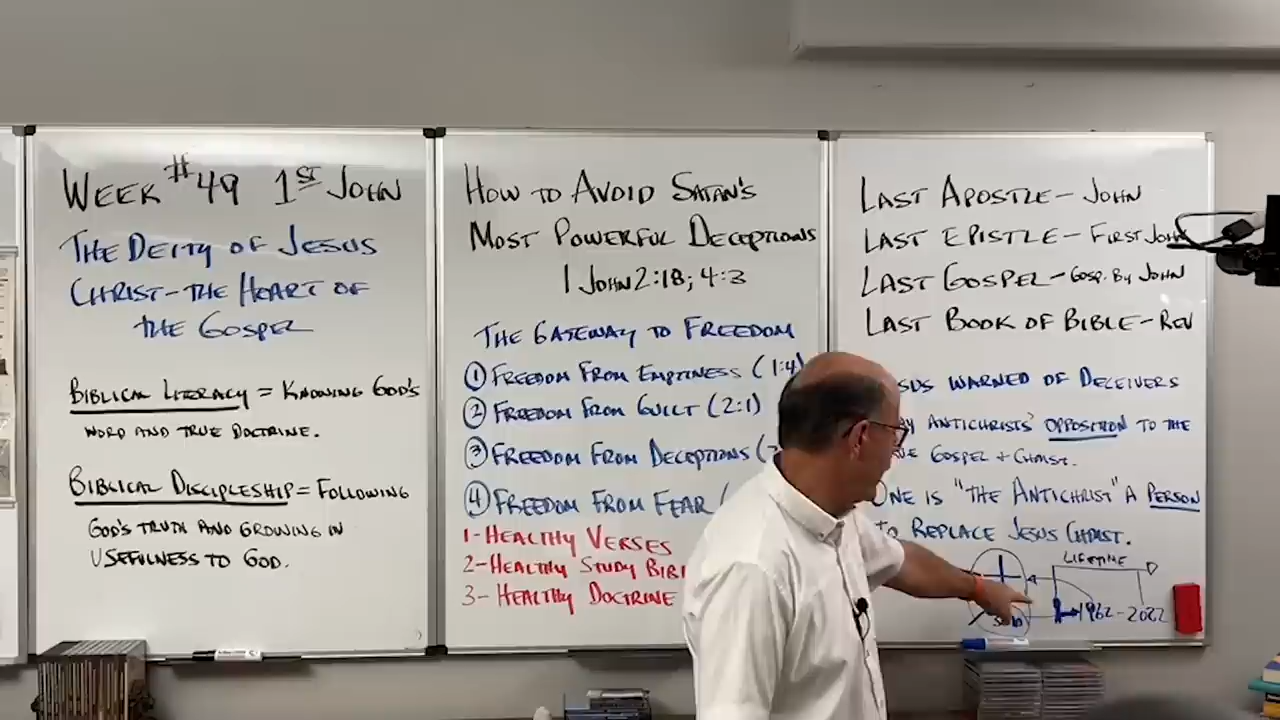 WEEK #49 1ST JOHN
THE DEITY OF JESUS
CHRIST-THE HEART OF
THE GOSPEL
BIBLICAL LITERACY = KNOWING GOD'S
WORD AND TRUE DOCTRINE.
BIBLICAL DISCIPLESHIP = FOLLOWING
GOD'S TRUTH AND GROWING IN
USEFULNESS TO GOD.
HOW TO AVOID SATAN'S
MOST POWERFUL DECEPTIONS
1 JOHN 2:18; 4:3
THE GATEWAY TO FREEDOM
① FREEDOM FROM EMPTINESS (1:4)
② FREEDOM FROM GUILT (2:1)
③ FREEDOM FROM DECEPTIONS (
④ FREEDOM FROM FEAR (
1-HEALTHY VERSES
2-HEALTHY STUDY BIB
3- HEALTHY DOCTRINE
LAST APOSTLE- JOHN
LAST EPISTLE- FIRST JOHN
LAST GOSPEL-GOSP. BY JOHN
LAST BOOK OF BIBLE-REV
SUS WARNED OF DECEIVERS
ANTICHRISTS' OPPOSITION TO THE
GOSPEL + CHRIST.
ONE IS "THE ANTICHRIST" A PERSON
TO REPLACE JESUS CHRIST.
LIFETIME
1962-2022